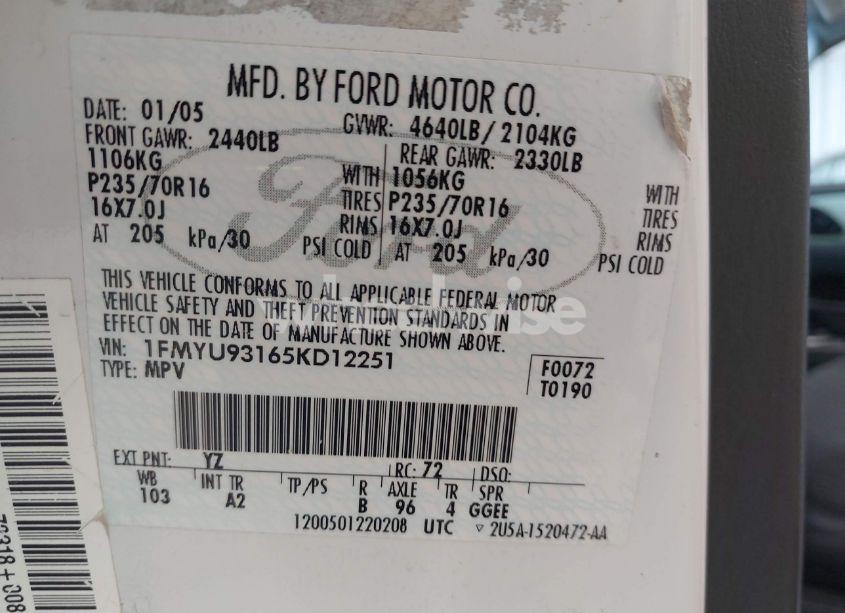 MFD. BY FORD MOTOR CO.
DATE: 01/05 GVWR: 4640LB/2104KG
FRONT GAWR: 2440LB REAR GAWR: 2330LB
1106KG WITH 1056KG WITH
P235/70R16 TIRES P235/70R16 TIRES
16X7.0J RIMS 16X7.0J RIMS
AT 205 kPa/30 PSI COLD AT 205 kPa/30 PSI COLD
Ford
THIS VEHICLE CONFORMS TO ALL APPLICABLE FEDERAL MOTOR
VEHICLE SAFETY AND THEFT PREVENTION STANDARDS IN
EFFECT ON THE DATE OF MANUFACTURE SHOWN ABOVE.
VIN: 1FMYU93165KD12251
TYPE: MPV
F0072
T0190
EXT PNT: YZ RC: 72 DSO:
WB INT TR TP/PS R AXLE TR SPR
103 A2 B 96 4 GGEE
1200501220208 UTC ▽ 2U5A-1520472-AA